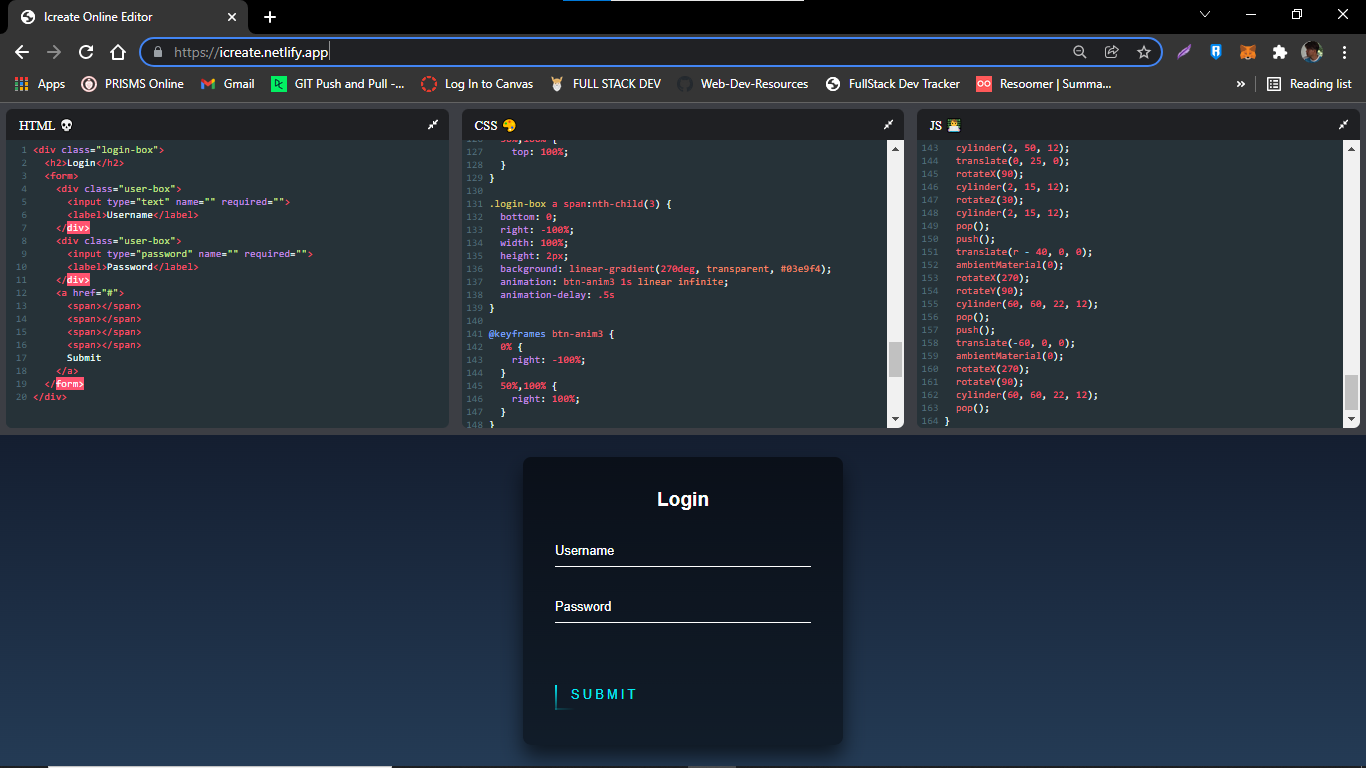 Icreate Online Editor
https://icreate.netlify.app
Apps
PRISMS Online
Gmail
GIT Push and Pull -...
Log In to Canvas
FULL STACK DEV
Web-Dev-Resources
FullStack Dev Tracker
OO
Resoomer | Summa...
»
Reading list
HTML 💀
1 <div class="login-box">
2 <h2>Login</h2>
3 <form>
4 <div class="user-box">
5 <input type="text" name="" required="">
6 <label>Username</label>
7 </div>
8 <div class="user-box">
9 <input type="password" name="" required="">
10 <label>Password</label>
11 </div>
12 <a href="#">
13 <span></span>
14 <span></span>
15 <span></span>
16 <span></span>
17 Submit
18 </a>
19 </form>
20 </div>
CSS 🎨
126 50%,100% {
127 top: 100%;
128 }
129 }
130
131 .login-box a span:nth-child(3) {
132 bottom: 0;
133 right: -100%;
134 width: 100%;
135 height: 2px;
136 background: linear-gradient(270deg, transparent, #03e9f4);
137 animation: btn-anim3 1s linear infinite;
138 animation-delay: .5s
139 }
140
141 @keyframes btn-anim3 {
142 0% {
143 right: -100%;
144 }
145 50%,100% {
146 right: 100%;
147 }
148 }
JS 👨‍💻
143 cylinder(2, 50, 12);
144 translate(0, 25, 0);
145 rotateX(90);
146 cylinder(2, 15, 12);
147 rotateZ(30);
148 cylinder(2, 15, 12);
149 pop();
150 push();
151 translate(r - 40, 0, 0);
152 ambientMaterial(0);
153 rotateX(270);
154 rotateY(90);
155 cylinder(60, 60, 22, 12);
156 pop();
157 push();
158 translate(-60, 0, 0);
159 ambientMaterial(0);
160 rotateX(270);
161 rotateY(90);
162 cylinder(60, 60, 22, 12);
163 pop();
164 }
Login
Username
Password
SUBMIT